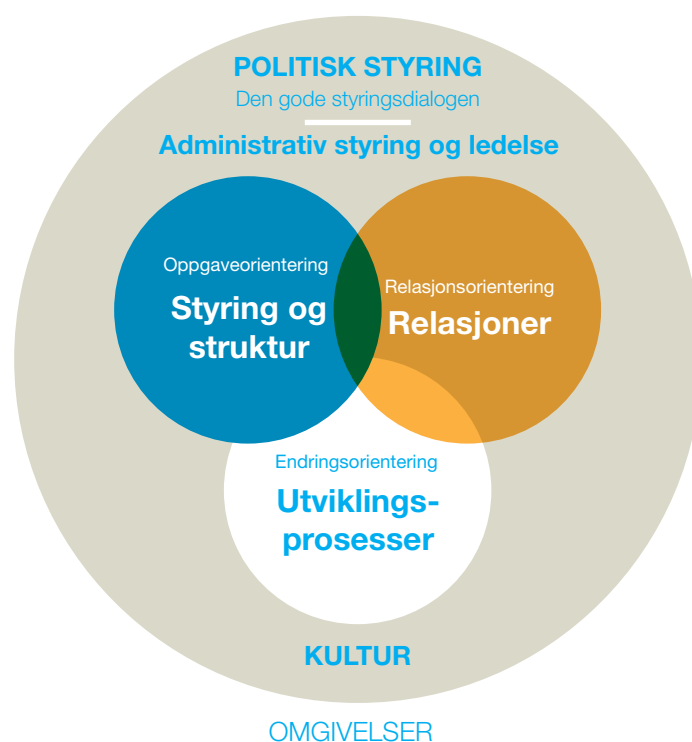 POLITISK STYRING
Den gode styringsdialogen
Administrativ styring og ledelse
Oppgaveorientering
Styring og
struktur
Relasjonsorientering
Relasjoner
Endringsorientering
Utviklings-
prosesser
KULTUR
OMGIVELSER